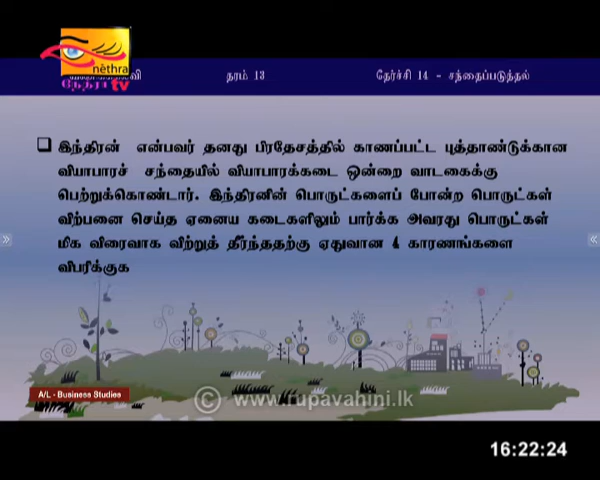 nēthra
நேத்ரா tv
தரம் 13
தேர்ச்சி 14 - சந்தைப்படுத்தல்
இந்திரன் என்பவர் தனது பிரதேசத்தில் காணப்பட்ட புத்தாண்டுக்கான
வியாபாரச் சந்தையில் வியாபாரக்கடை ஒன்றை வாடகைக்கு
பெற்றுக்கொண்டார். இந்திரனின் பொருட்களைப் போன்ற பொருட்கள்
விற்பனை செய்த ஏனைய கடைகளிலும் பார்க்க அவரது பொருட்கள்
மிக விரைவாக விற்றுத் தீர்ந்ததற்கு ஏதுவான 4 காரணங்களை
விபரிக்குக
A/L - Business Studies
© www.rupavahini.lk
16:22:24